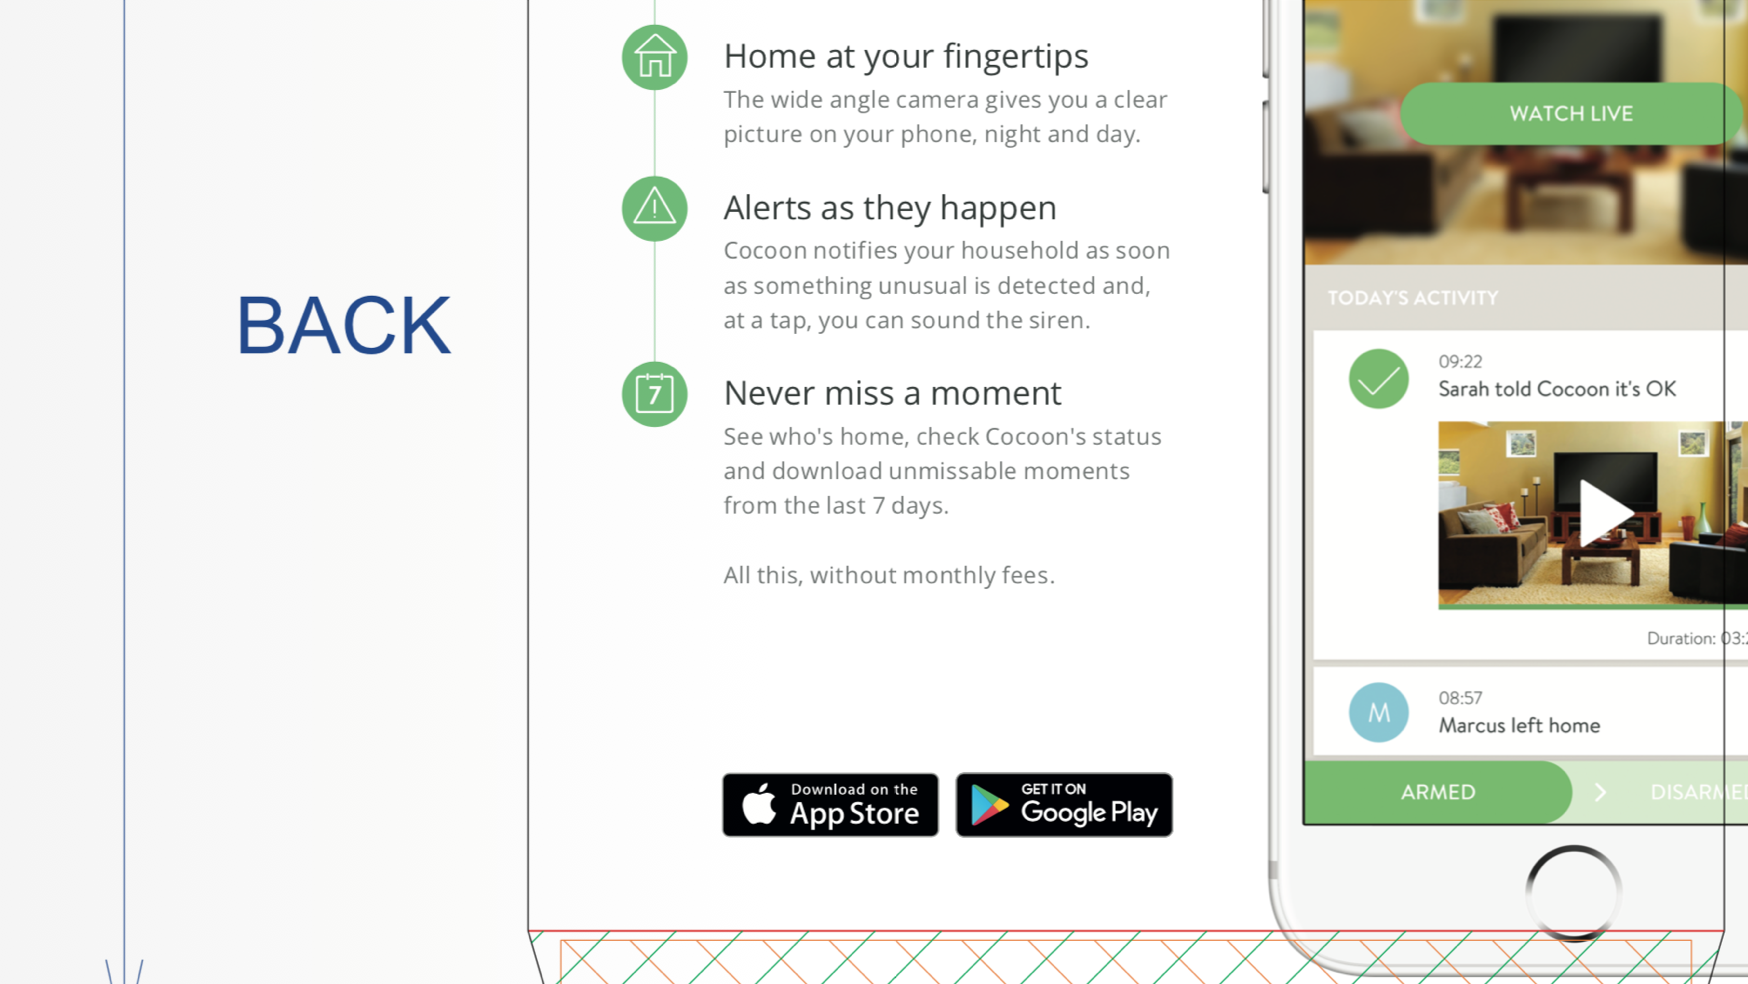 BACK
Home at your fingertips
The wide angle camera gives you a clear
picture on your phone, night and day.
Alerts as they happen
Cocoon notifies your household as soon
as something unusual is detected and,
at a tap, you can sound the siren.
7
Never miss a moment
See who's home, check Cocoon's status
and download unmissable moments
from the last 7 days.
All this, without monthly fees.
Download on the
App Store
GET IT ON
Google Play
WATCH LIVE
TODAY'S ACTIVITY
09:22
Sarah told Cocoon it's OK
Duration:
M
08:57
Marcus left home
ARMED